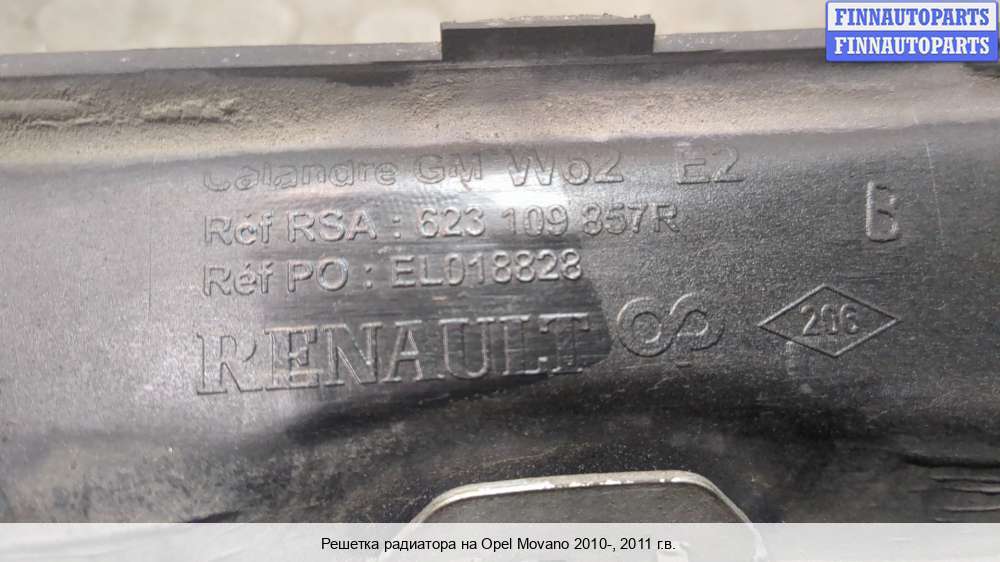 FINNAUTOPARTS
FINNAUTOPARTS
Calandre GM W62 E2
Réf RSA : 623 109 857R
B
Réf PO : EL018828
RENAULT OP 206
Решетка радиатора на Opel Movano 2010-, 2011 г.в.